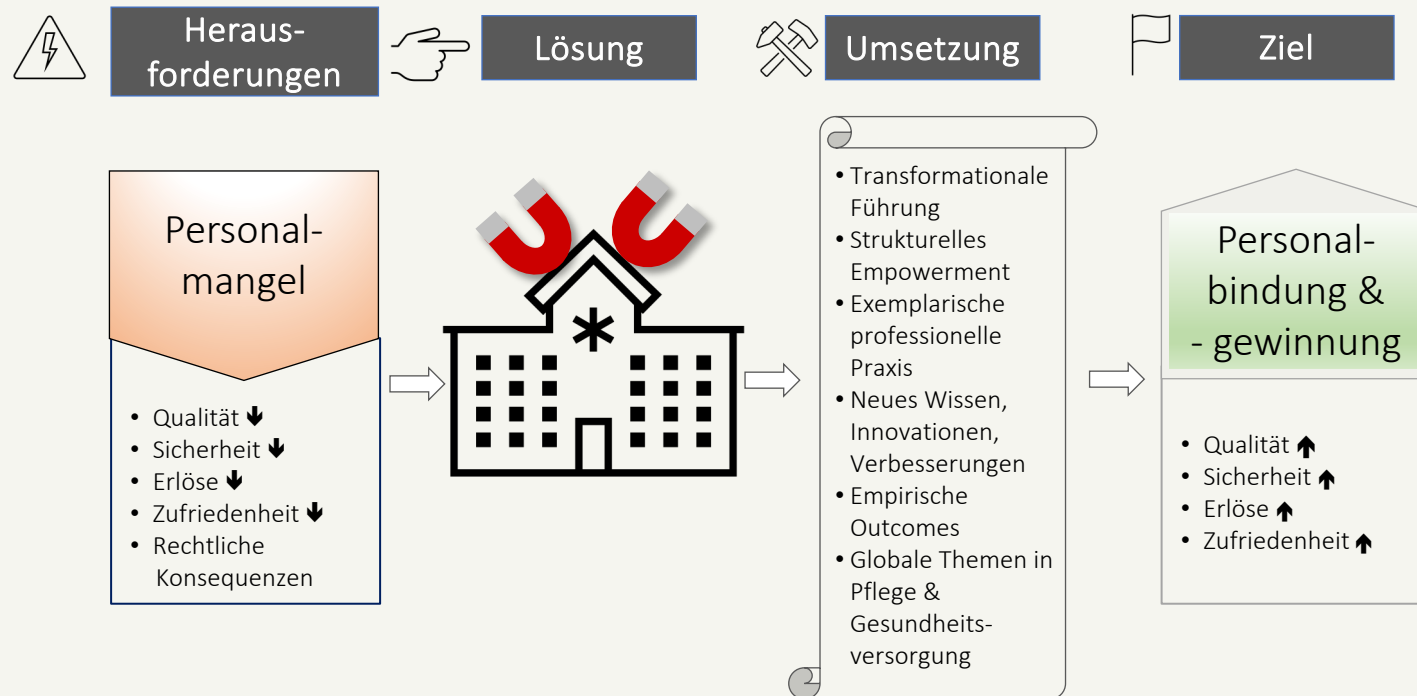 Heraus-
forderungen
Lösung
Umsetzung
Ziel
Personal-
mangel
• Qualität 🡻
• Sicherheit 🡻
• Erlöse 🡻
• Zufriedenheit 🡻
• Rechtliche
Konsequenzen
• Transformationale
Führung
• Strukturelles
Empowerment
• Exemplarische
professionelle
Praxis
• Neues Wissen,
Innovationen,
Verbesserungen
• Empirische
Outcomes
• Globale Themen in
Pflege &
Gesundheits-
versorgung
Personal-
bindung &
- gewinnung
• Qualität 🡹
• Sicherheit 🡹
• Erlöse 🡹
• Zufriedenheit 🡹